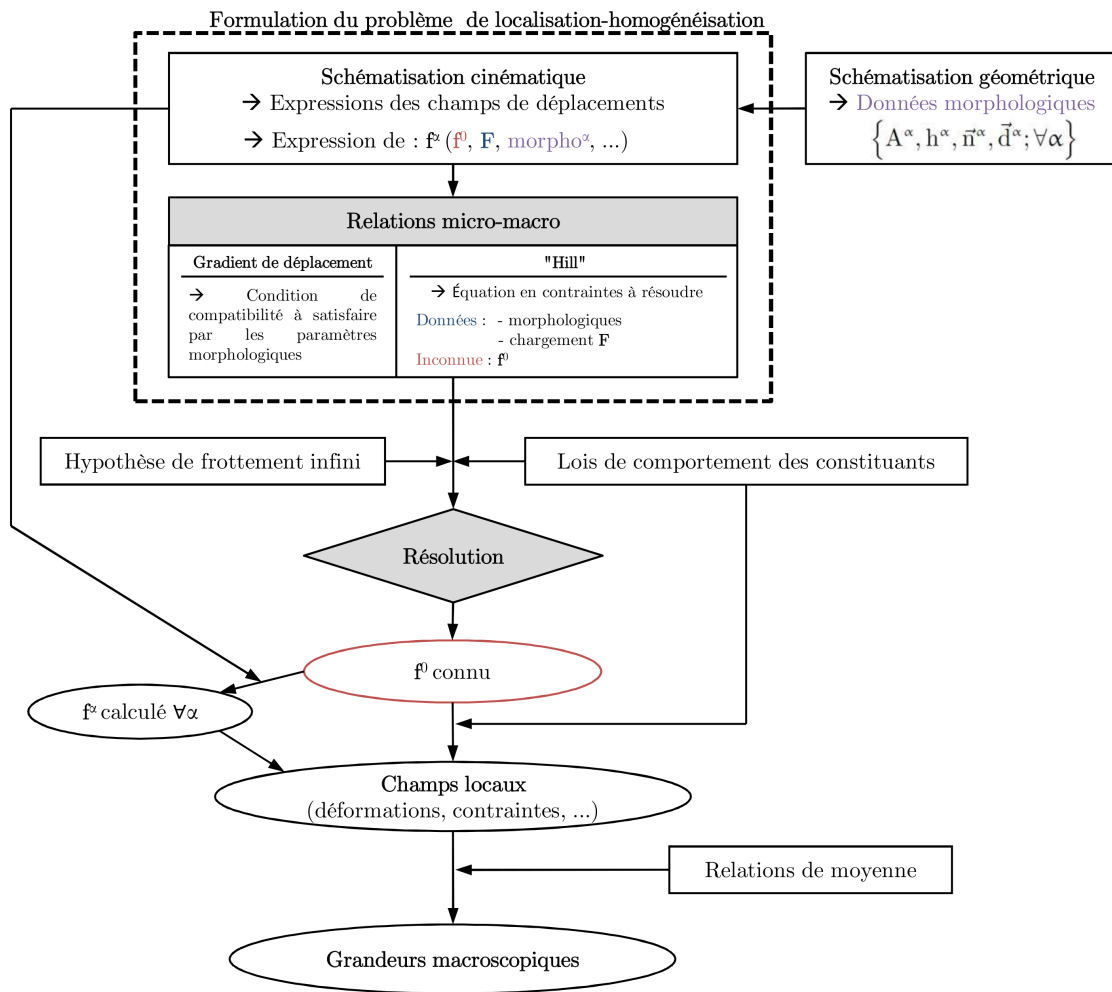 Formulation du problème de localisation-homogénéisation
Schématisation cinématique
→ Expressions des champs de déplacements
→ Expression de : f^α (f^0, F, morpho^α, ...)
Schématisation géométrique
→ Données morphologiques
{A^α, h^α, n⃗^α, d⃗^α; ∀α}
Relations micro-macro
Gradient de déplacement
→ Condition de
compatibilité à satisfaire
par les paramètres
morphologiques
"Hill"
→ Équation en contraintes à résoudre
Données : - morphologiques
- chargement F
Inconnue : f^0
Hypothèse de frottement infini
Lois de comportement des constituants
Résolution
f^0 connu
f^α calculé ∀α
Champs locaux
(déformations, contraintes, ...)
Relations de moyenne
Grandeurs macroscopiques